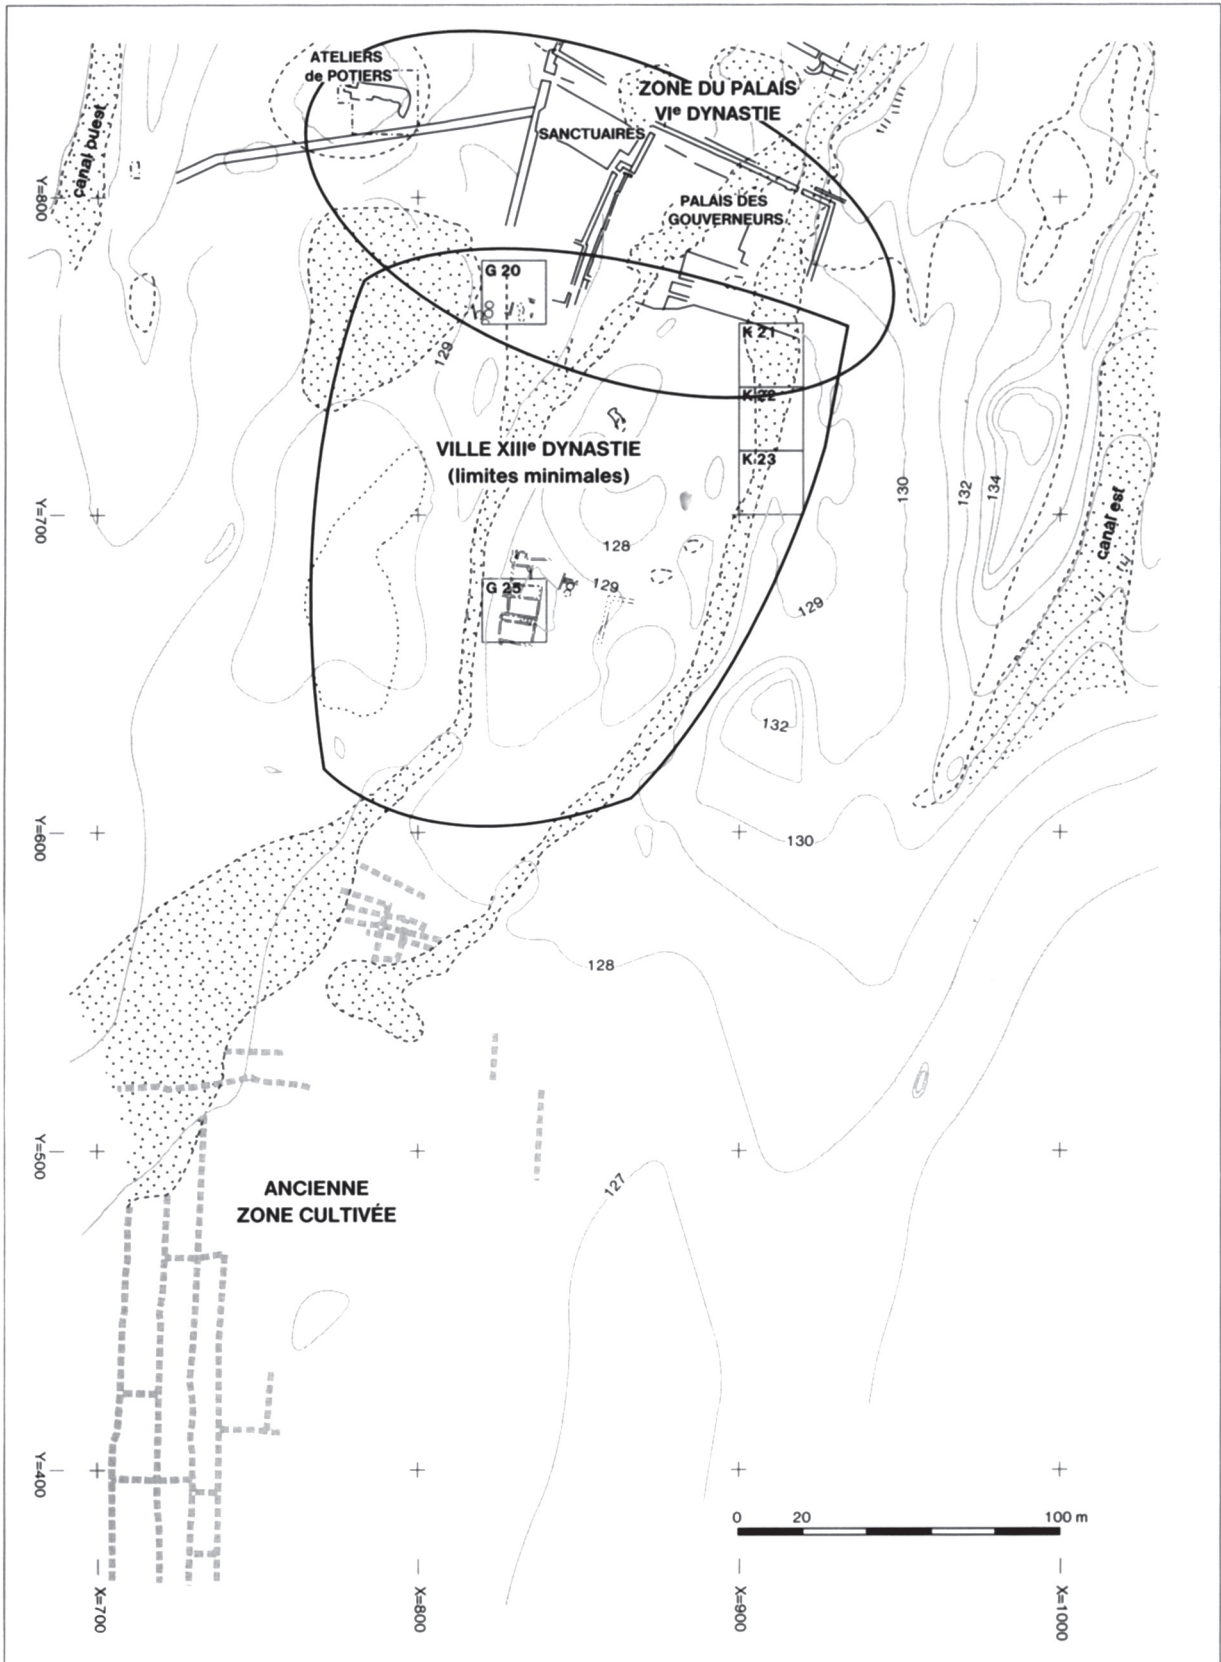 ATELIERS
de POTIERS
ZONE DU PALAIS
VIe DYNASTIE
SANCTUAIRES
canal ouest
PALAIS DES
GOUVERNEURS
Y=800
G 20
K 21
129
K 22
VILLE XIIIe DYNASTIE
(limites minimales)
K 23
130
132
134
Y=700
canal est
128
G 25
129
129
132
Y=600
130
128
Y=500
127
ANCIENNE
ZONE CULTIVÉE
Y=400
0
20
100 m
X=700
X=800
X=900
X=1000